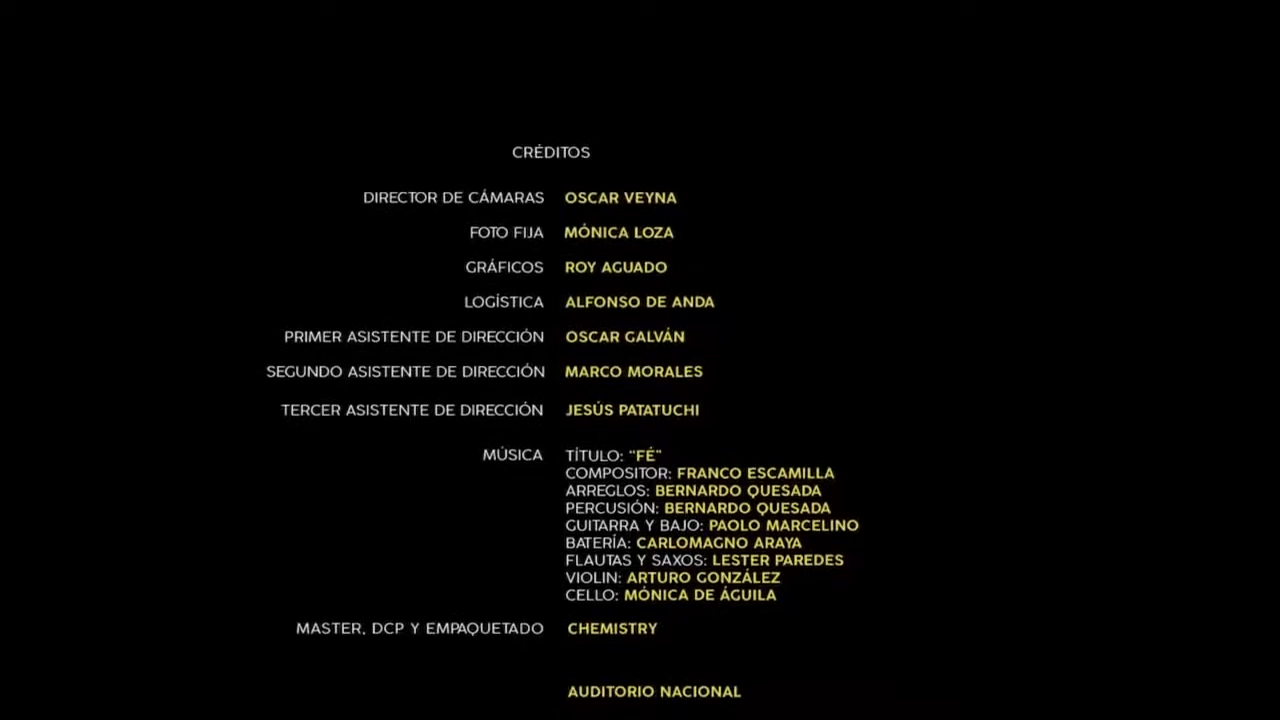 CRÉDITOS
DIRECTOR DE CÁMARAS OSCAR VEYNA
FOTO FIJA MÓNICA LOZA
GRÁFICOS ROY AGUADO
LOGÍSTICA ALFONSO DE ANDA
PRIMER ASISTENTE DE DIRECCIÓN OSCAR GALVÁN
SEGUNDO ASISTENTE DE DIRECCIÓN MARCO MORALES
TERCER ASISTENTE DE DIRECCIÓN JESÚS PATATUCHI
MÚSICA TÍTULO: "FÉ"
COMPOSITOR: FRANCO ESCAMILLA
ARREGLOS: BERNARDO QUESADA
PERCUSIÓN: BERNARDO QUESADA
GUITARRA Y BAJO: PAOLO MARCELINO
BATERÍA: CARLOMAGNO ARAYA
FLAUTAS Y SAXOS: LESTER PAREDES
VIOLIN: ARTURO GONZÁLEZ
CELLO: MÓNICA DE ÁGUILA
MASTER, DCP Y EMPAQUETADO CHEMISTRY
AUDITORIO NACIONAL